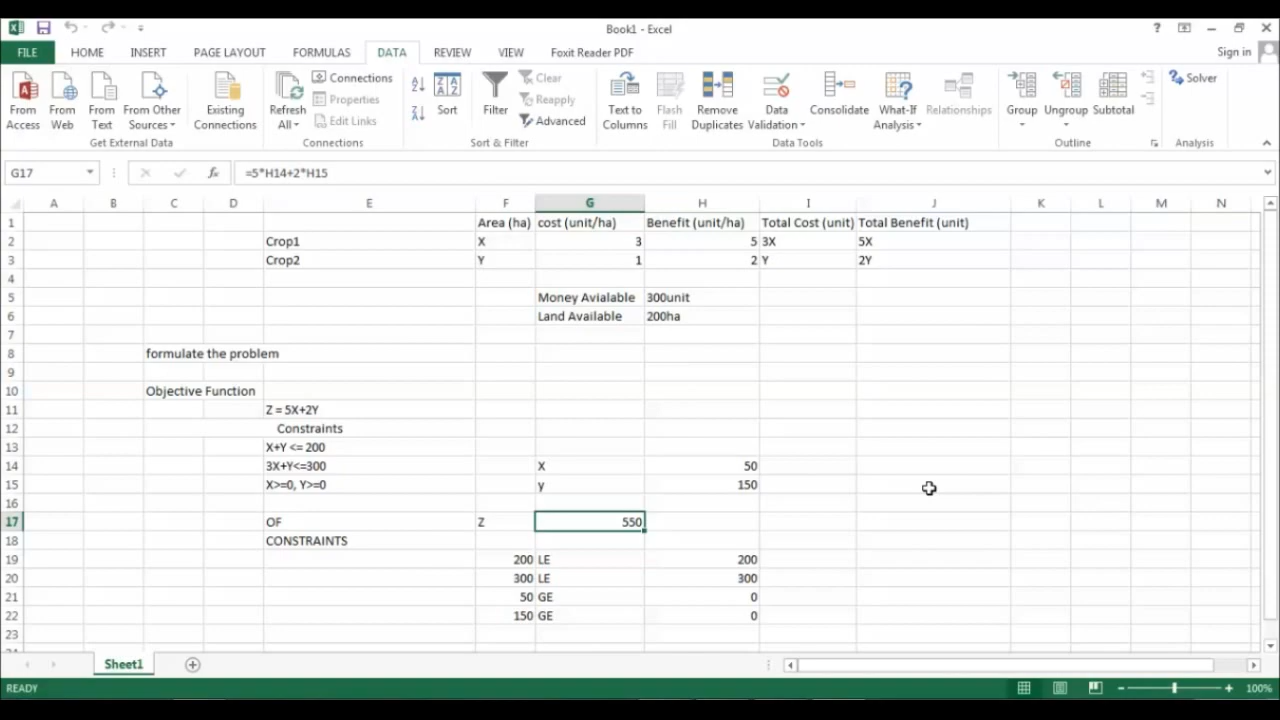 Book1 - Excel
? Sign in
FILE HOME INSERT PAGE LAYOUT FORMULAS DATA REVIEW VIEW Foxit Reader PDF
From Access
From Web
From Text
From Other Sources
Existing Connections
Refresh All
Connections
Properties
Edit Links
Sort
Filter
Clear
Reapply
Advanced
Text to Columns
Flash Fill
Remove Duplicates
Data Validation
Consolidate
What-If Analysis
Relationships
Group
Ungroup
Subtotal
Solver
Get External Data Connections Sort & Filter Data Tools Outline Analysis
G17 fx =5*H14+2*H15
A B C D E F G H I J K L M N
1 Area (ha) cost (unit/ha) Benefit (unit/ha) Total Cost (unit) Total Benefit (unit)
2 Crop1 X 3 5 3X 5X
3 Crop2 Y 1 2 Y 2Y
4
5 Money Avialable 300unit
6 Land Available 200ha
7
8 formulate the problem
9
10 Objective Function
11 Z = 5X+2Y
12 Constraints
13 X+Y <= 200
14 3X+Y<=300 X 50
15 X>=0, Y>=0 y 150
16
17 OF Z 550
18 CONSTRAINTS
19 200 LE 200
20 300 LE 300
21 50 GE 0
22 150 GE 0
23
Sheet1
READY 100%